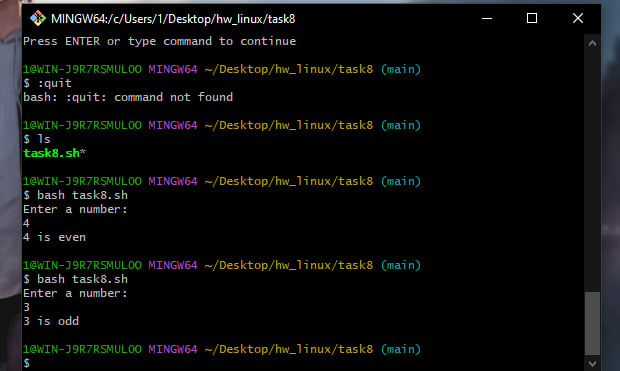 MINGW64:/c/Users/1/Desktop/hw_linux/task8
Press ENTER or type command to continue
1@WIN-J9R7RSMULOO MINGW64 ~/Desktop/hw_linux/task8 (main)
$ :quit
bash: :quit: command not found
1@WIN-J9R7RSMULOO MINGW64 ~/Desktop/hw_linux/task8 (main)
$ ls
task8.sh*
1@WIN-J9R7RSMULOO MINGW64 ~/Desktop/hw_linux/task8 (main)
$ bash task8.sh
Enter a number:
4
4 is even
1@WIN-J9R7RSMULOO MINGW64 ~/Desktop/hw_linux/task8 (main)
$ bash task8.sh
Enter a number:
3
3 is odd
1@WIN-J9R7RSMULOO MINGW64 ~/Desktop/hw_linux/task8 (main)
$